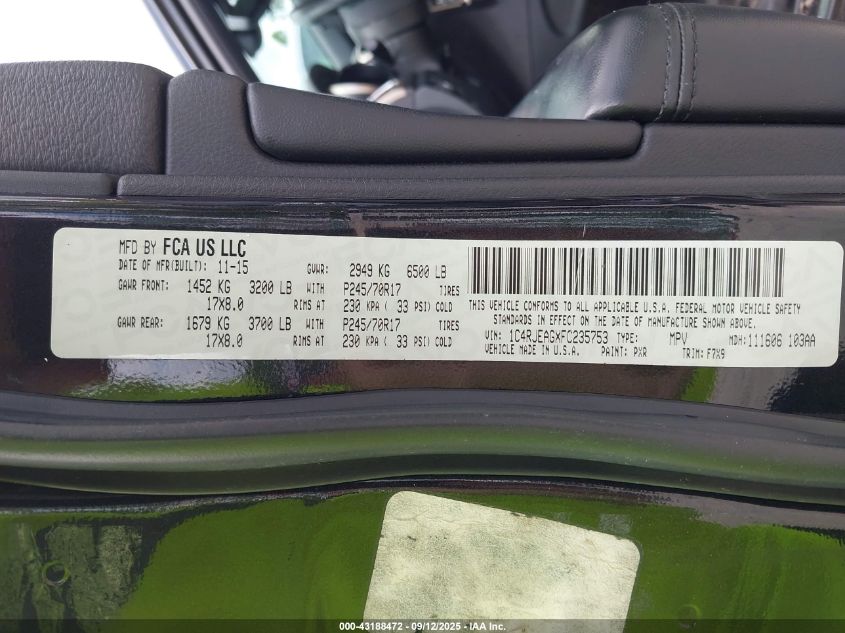 MFD BY FCA US LLC
DATE OF MFR(BUILT): 11-15 GVWR: 2949 KG 6500 LB
GAWR FRONT: 1452 KG 3200 LB WITH P245/70R17 TIRES
17X8.0 RIMS AT 230 KPA ( 33 PSI) COLD
GAWR REAR: 1679 KG 3700 LB WITH P245/70R17 TIRES
17X8.0 RIMS AT 230 KPA ( 33 PSI) COLD
THIS VEHICLE CONFORMS TO ALL APPLICABLE U.S.A. FEDERAL MOTOR VEHICLE SAFETY
STANDARDS IN EFFECT ON THE DATE OF MANUFACTURE SHOWN ABOVE.
VIN: 1C4RJEAGXFC235753 TYPE: MPV MDH: 111606 103AA
VEHICLE MADE IN U.S.A. PAINT: PXR TRIM: F7X9
000-43188472 - 09/12/2025 - IAA Inc.